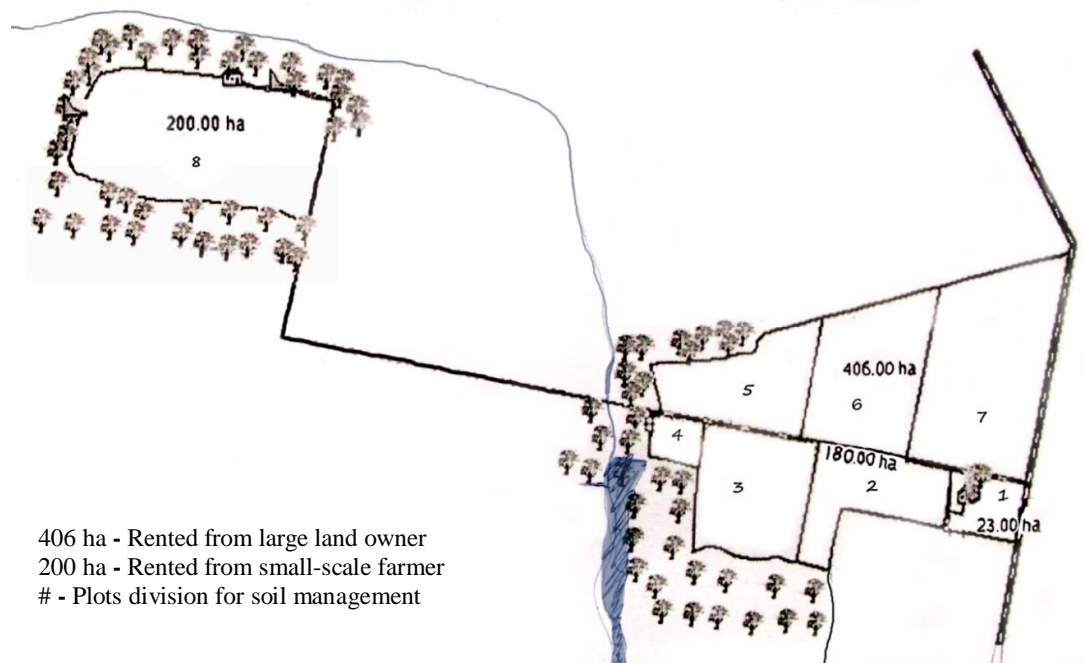 200.00 ha
8
406.00 ha
5
6
7
4
180.00 ha
3
2
1
23.00 ha
406 ha - Rented from large land owner
200 ha - Rented from small-scale farmer
# - Plots division for soil management